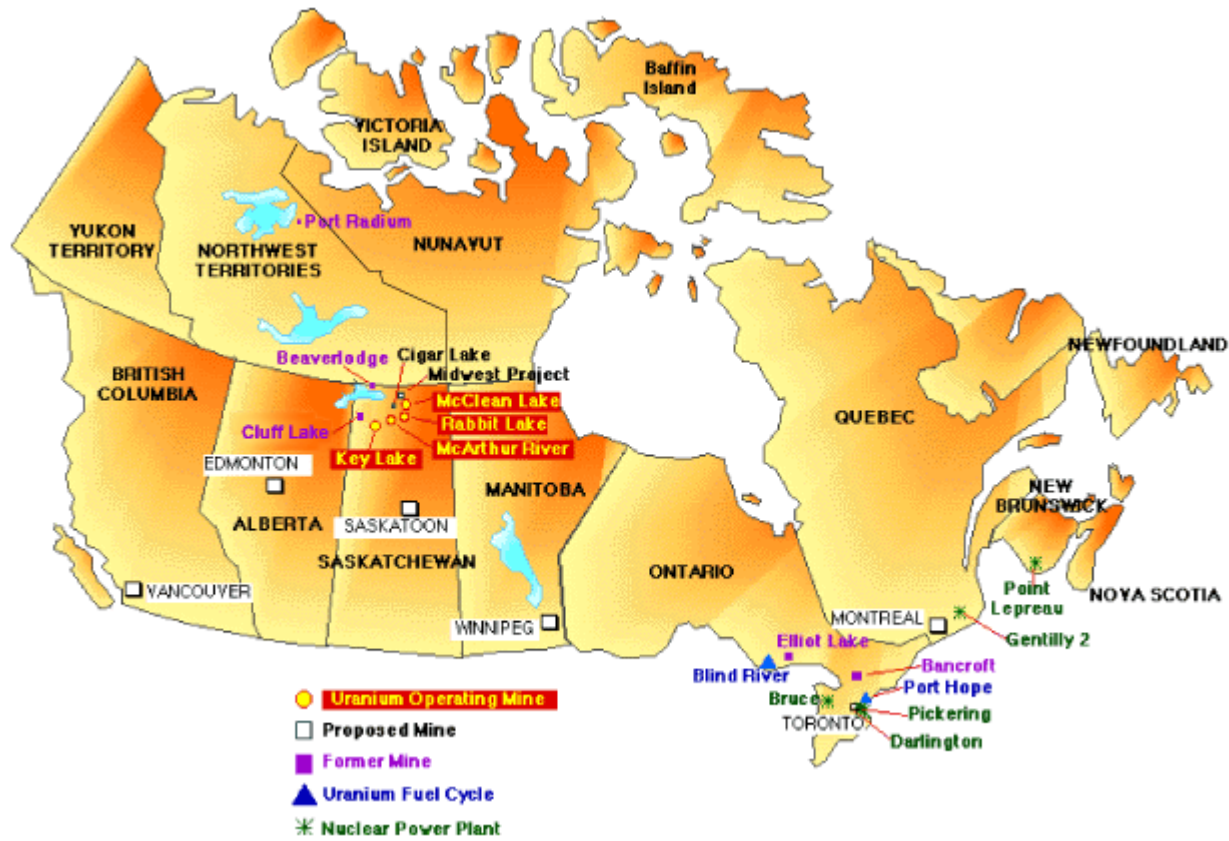 Baffin
Island
VICTORIA
ISLAND
YUKON
TERRITORY
Port Radium
NORTHWEST
TERRITORIES
NUNAVUT
Beaverlodge
Cigar Lake
Midwest Project
BRITISH
COLUMBIA
McClean Lake
Rabbit Lake
McArthur River
Cluff Lake
Key Lake
NEWFOUNDLAND
QUEBEC
EDMONTON
ALBERTA
SASKATOON
SASKATCHEWAN
MANITOBA
NEW
BRUNSWICK
VANCOUVER
WINNIPEG
ONTARIO
Point
Lepreau
NOVA SCOTIA
MONTREAL
Gentilly 2
Elliot Lake
Blind River
Bancroft
Port Hope
Bruce
TORONTO
Pickering
Darlington
Uranium Operating Mine
Proposed Mine
Former Mine
Uranium Fuel Cycle
Nuclear Power Plant